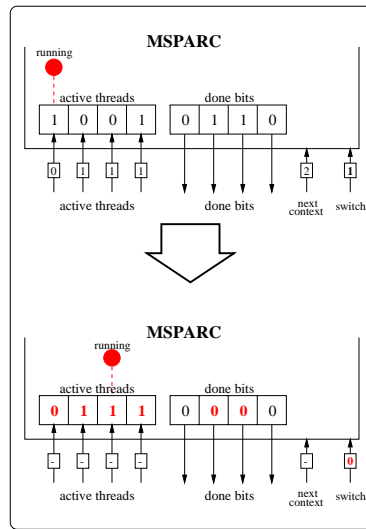 MSPARC
running
active threads done bits
1 0 0 1 0 1 1 0
0 1 1 1 2 1
active threads done bits next context switch
MSPARC
running
active threads done bits
0 1 1 1 0 0 0 0
- - - - - 0
active threads done bits next context switch